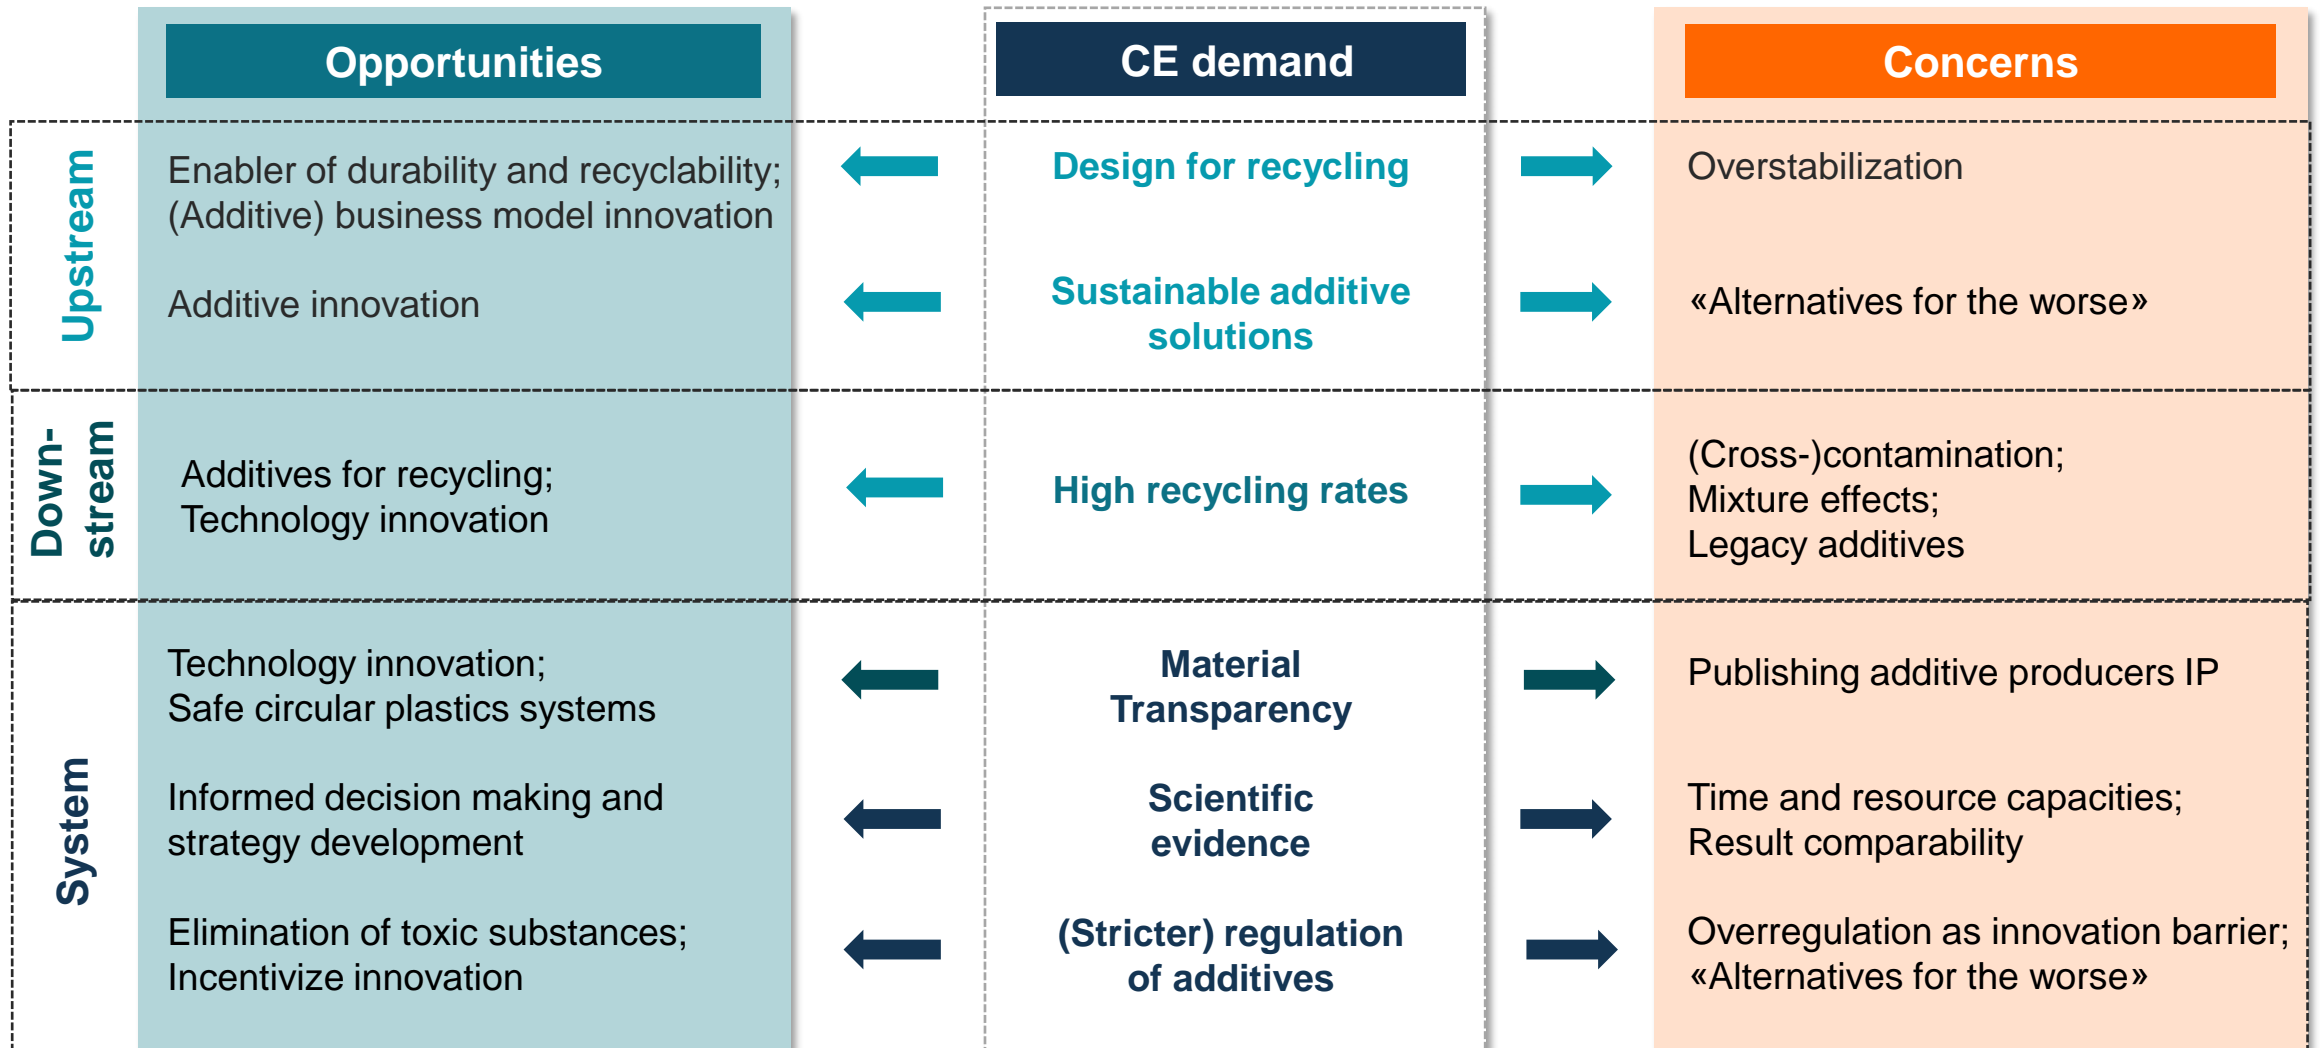 Opportunities
CE demand
Concerns
Upstream
Enabler of durability and recyclability;
(Additive) business model innovation
Design for recycling
Overstabilization
Additive innovation
Sustainable additive
solutions
«Alternatives for the worse»
Down-
stream
Additives for recycling;
Technology innovation
High recycling rates
(Cross-)contamination;
Mixture effects;
Legacy additives
System
Technology innovation;
Safe circular plastics systems
Material
Transparency
Publishing additive producers IP
Informed decision making and
strategy development
Scientific
evidence
Time and resource capacities;
Result comparability
Elimination of toxic substances;
Incentivize innovation
(Stricter) regulation
of additives
Overregulation as innovation barrier;
«Alternatives for the worse»